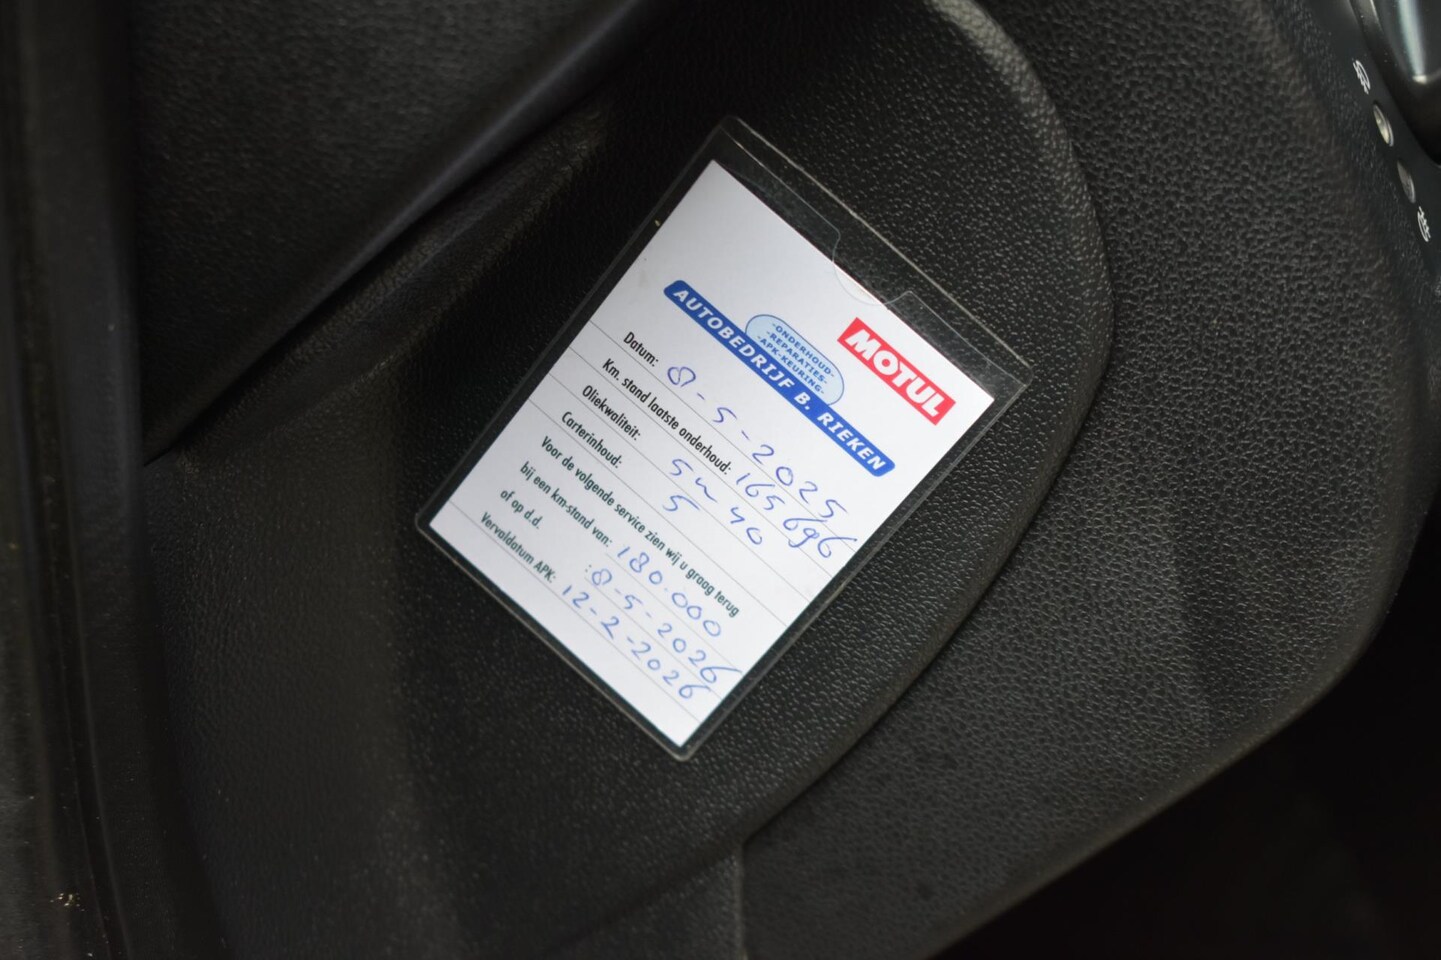 MOTUL
-ONDERHOUD-
-REPARATIES-
-APK-KEURING-
AUTOBEDRIJF B. RIEKEN
Datum: 8-5-2025
Km. stand laatste onderhoud: 165696
Oliekwaliteit: 5W40
Carterinhoud: 5
Voor de volgende service zien wij u graag terug
bij een km-stand van: 180.000
of op d.d. : 8-5-2026
Vervaldatum APK: 12-2-2026